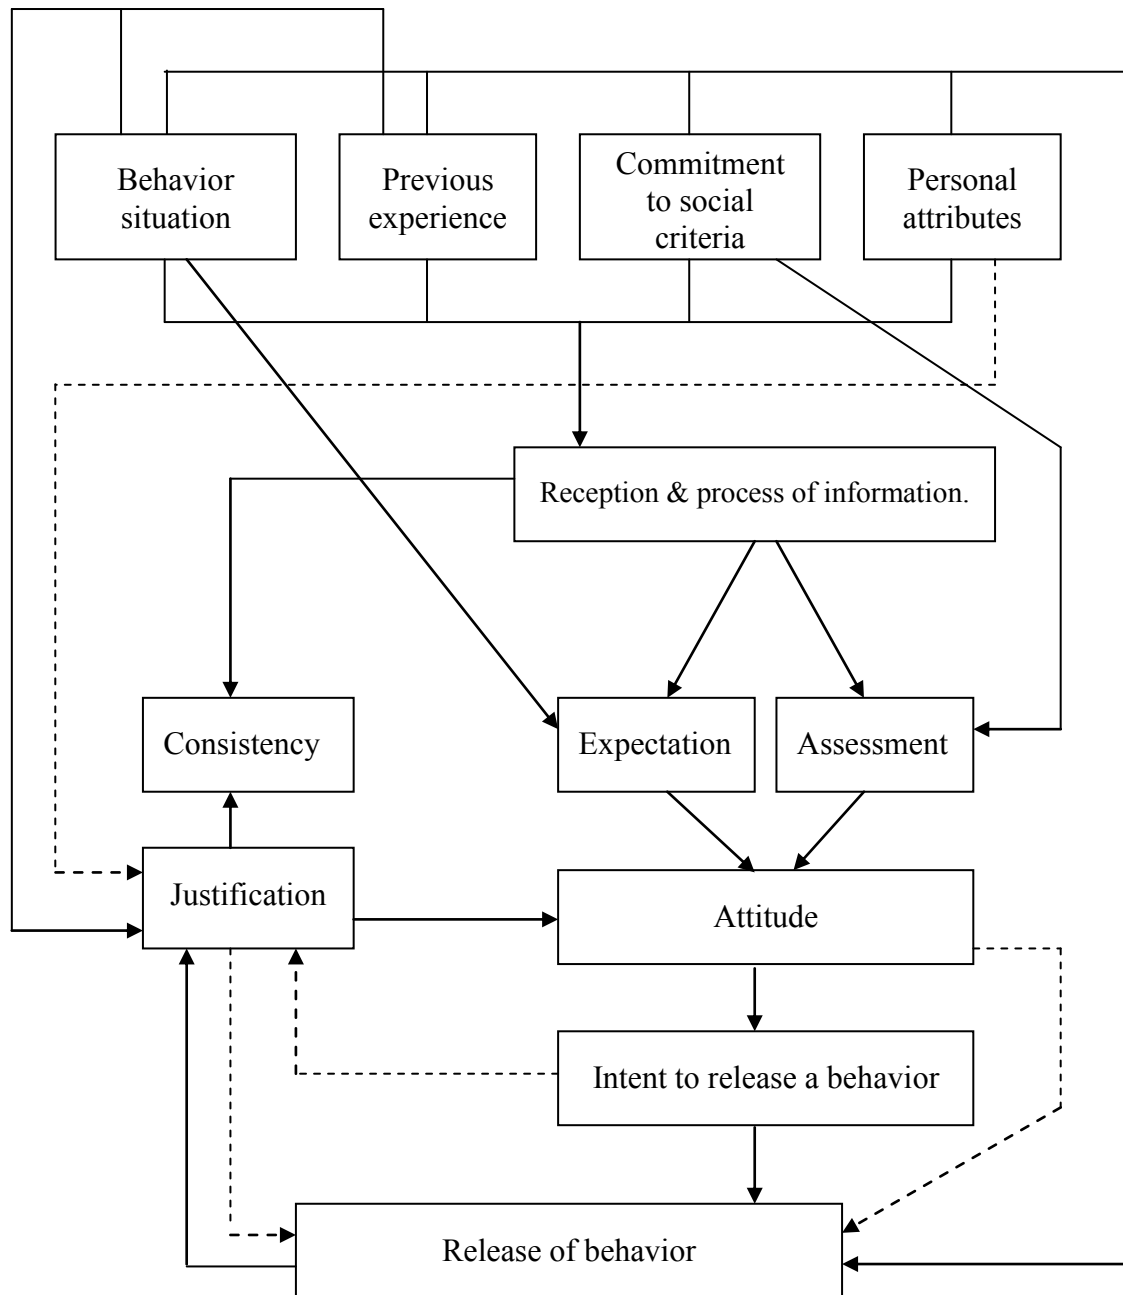 Behavior
situation
Previous
experience
Commitment
to social
criteria
Personal
attributes
Reception & process of information.
Consistency
Expectation
Assessment
Justification
Attitude
Intent to release a behavior
Release of behavior